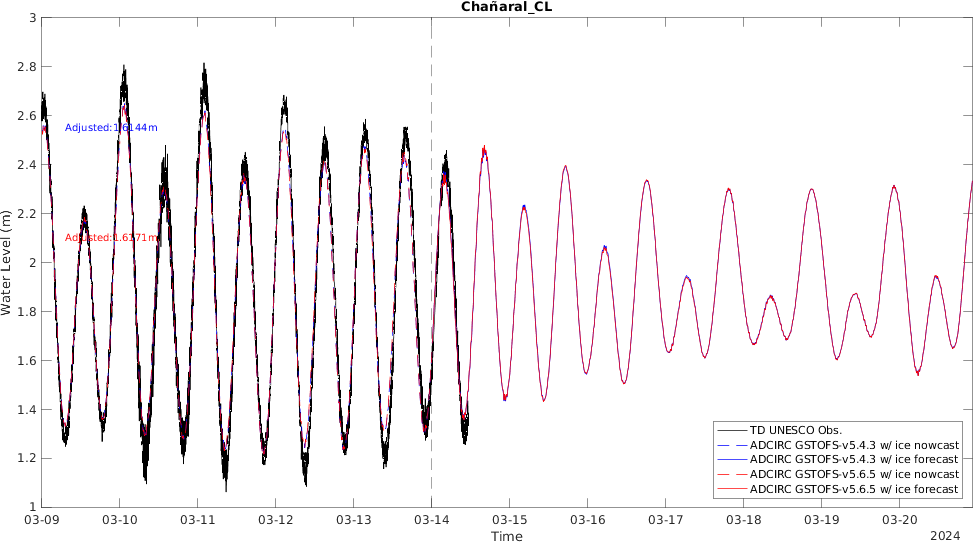 Chañaral_CL
3
2.8
2.6
2.4
2.2
2
1.8
1.6
1.4
1.2
1
Water Level (m)
Adjusted:1.6144m
Adjusted:1.6171m
TD UNESCO Obs.
ADCIRC GSTOFS-v5.4.3 w/ ice nowcast
ADCIRC GSTOFS-v5.4.3 w/ ice forecast
ADCIRC GSTOFS-v5.6.5 w/ ice nowcast
ADCIRC GSTOFS-v5.6.5 w/ ice forecast
03-09 03-10 03-11 03-12 03-13 03-14 03-15 03-16 03-17 03-18 03-19 03-20
Time
2024